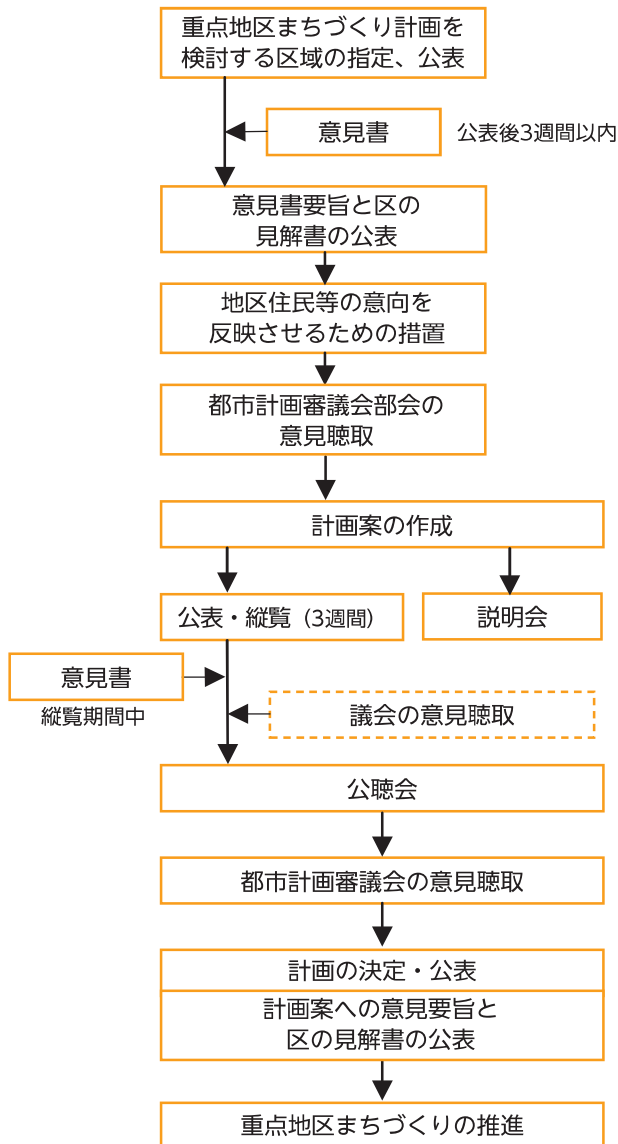 重点地区まちづくり計画を
検討する区域の指定、公表
意見書
公表後3週間以内
意見書要旨と区の
見解書の公表
地区住民等の意向を
反映させるための措置
都市計画審議会部会の
意見聴取
計画案の作成
公表・縦覧（3週間）
説明会
意見書
縦覧期間中
議会の意見聴取
公聴会
都市計画審議会の意見聴取
計画の決定・公表
計画案への意見要旨と
区の見解書の公表
重点地区まちづくりの推進